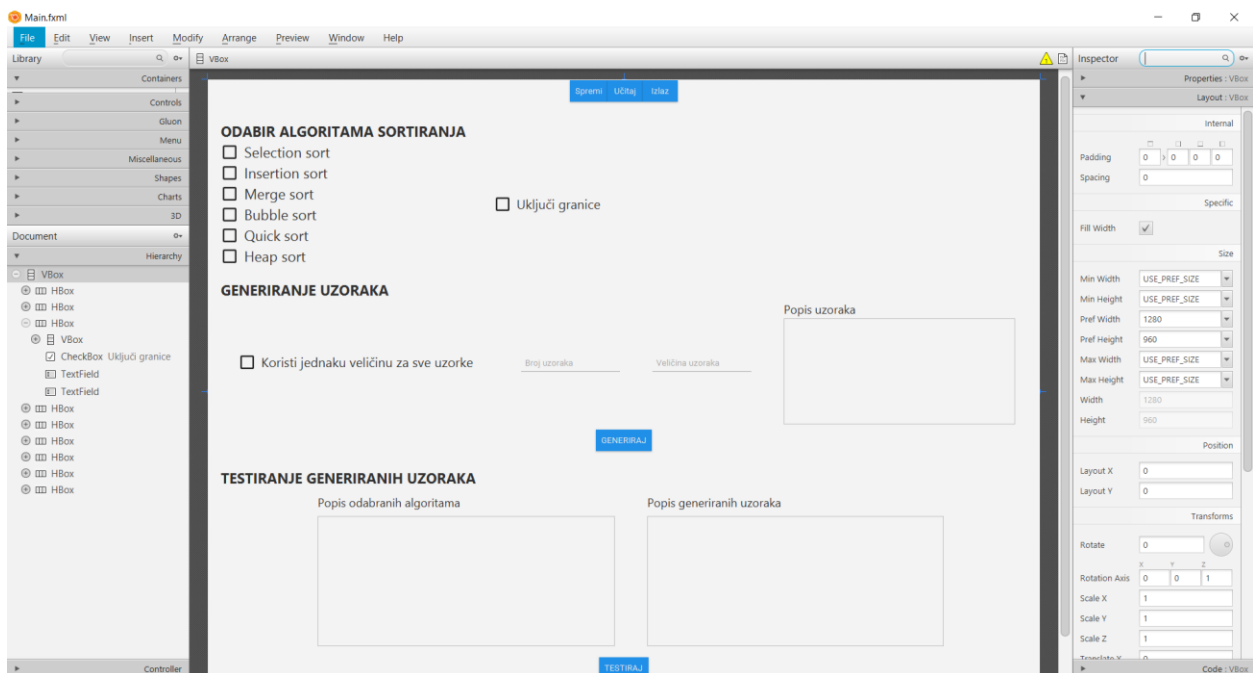 Main.fxml
File Edit View Insert Modify Arrange Preview Window Help
Library
VBox
Inspector
Containers
Controls
Gluon
Menu
Miscellaneous
Shapes
Charts
3D
Document
Hierarchy
VBox
HBox
HBox
HBox
VBox
CheckBox Uključi granice
TextField
TextField
HBox
HBox
HBox
HBox
HBox
HBox
Controller
Spremi Učitaj Izlaz
ODABIR ALGORITAMA SORTIRANJA
Selection sort
Insertion sort
Merge sort
Bubble sort
Quick sort
Heap sort
Uključi granice
GENERIRANJE UZORAKA
Popis uzoraka
Koristi jednaku veličinu za sve uzorke
Broj uzoraka
Veličina uzoraka
GENERIRAJ
TESTIRANJE GENERIRANIH UZORAKA
Popis odabranih algoritama
Popis generiranih uzoraka
TESTIRAJ
Properties : VBox
Layout : VBox
Internal
Padding 0 0 0 0
Spacing 0
Specific
Fill Width
Size
Min Width USE_PREF_SIZE
Min Height USE_PREF_SIZE
Pref Width 1280
Pref Height 960
Max Width USE_PREF_SIZE
Max Height USE_PREF_SIZE
Width 1280
Height 960
Position
Layout X 0
Layout Y 0
Transforms
Rotate 0
X Y Z
Rotation Axis 0 0 1
Scale X 1
Scale Y 1
Scale Z 1
Translate X 0
Code : VBox